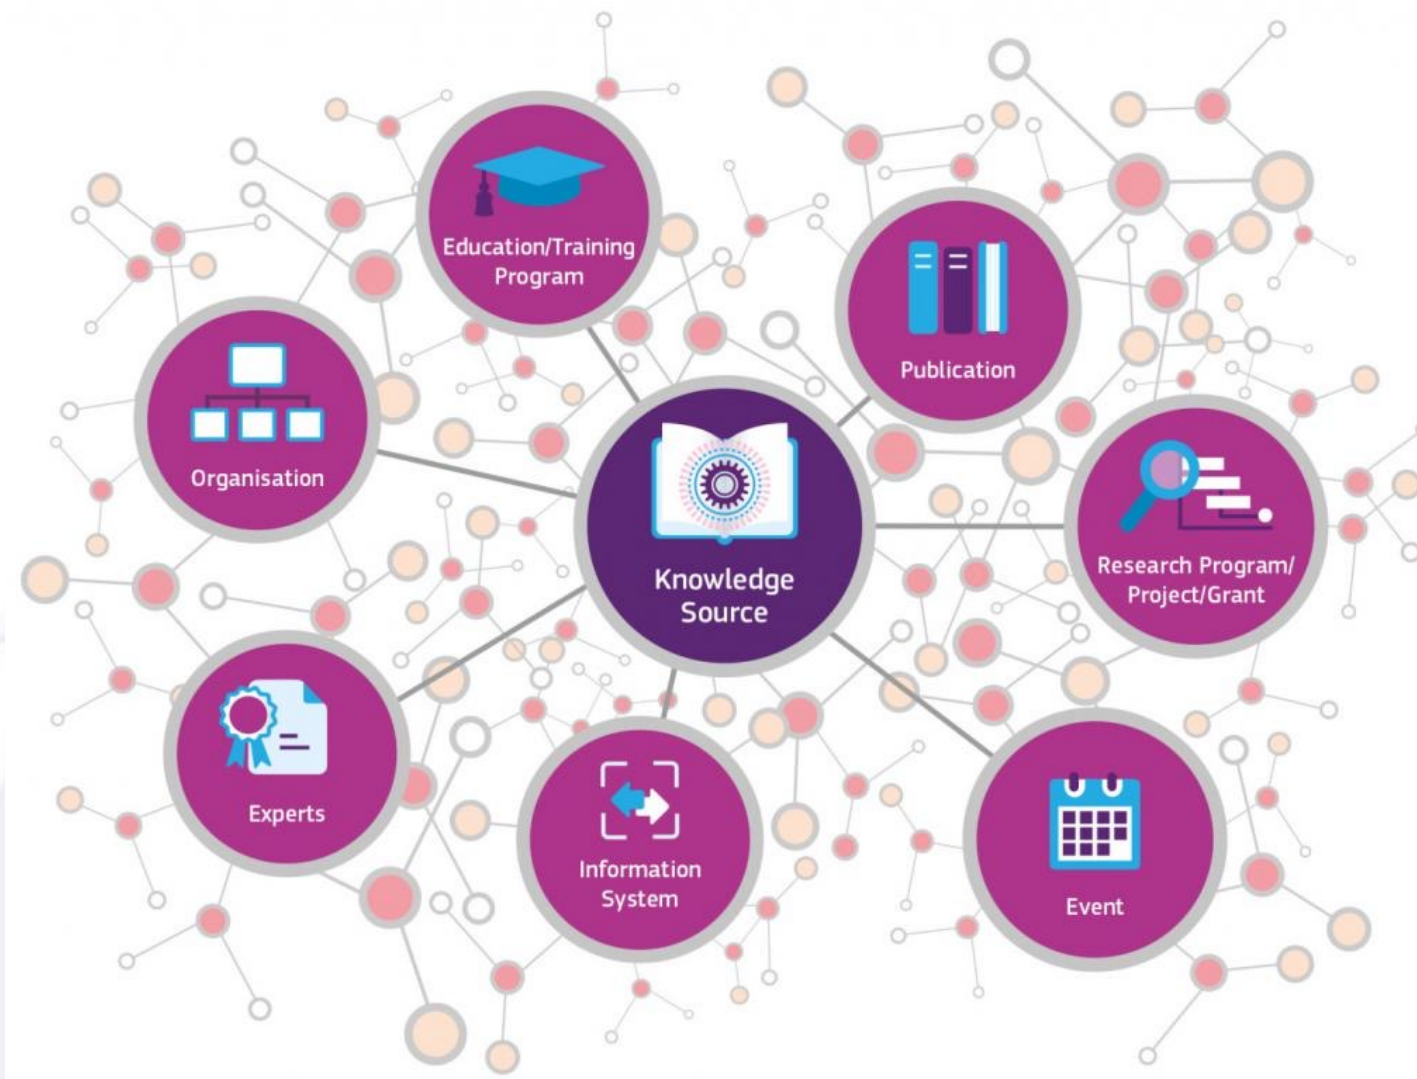 Education/Training
Program
Publication
Organisation
Knowledge
Source
Research Program/
Project/Grant
Experts
Information
System
Event